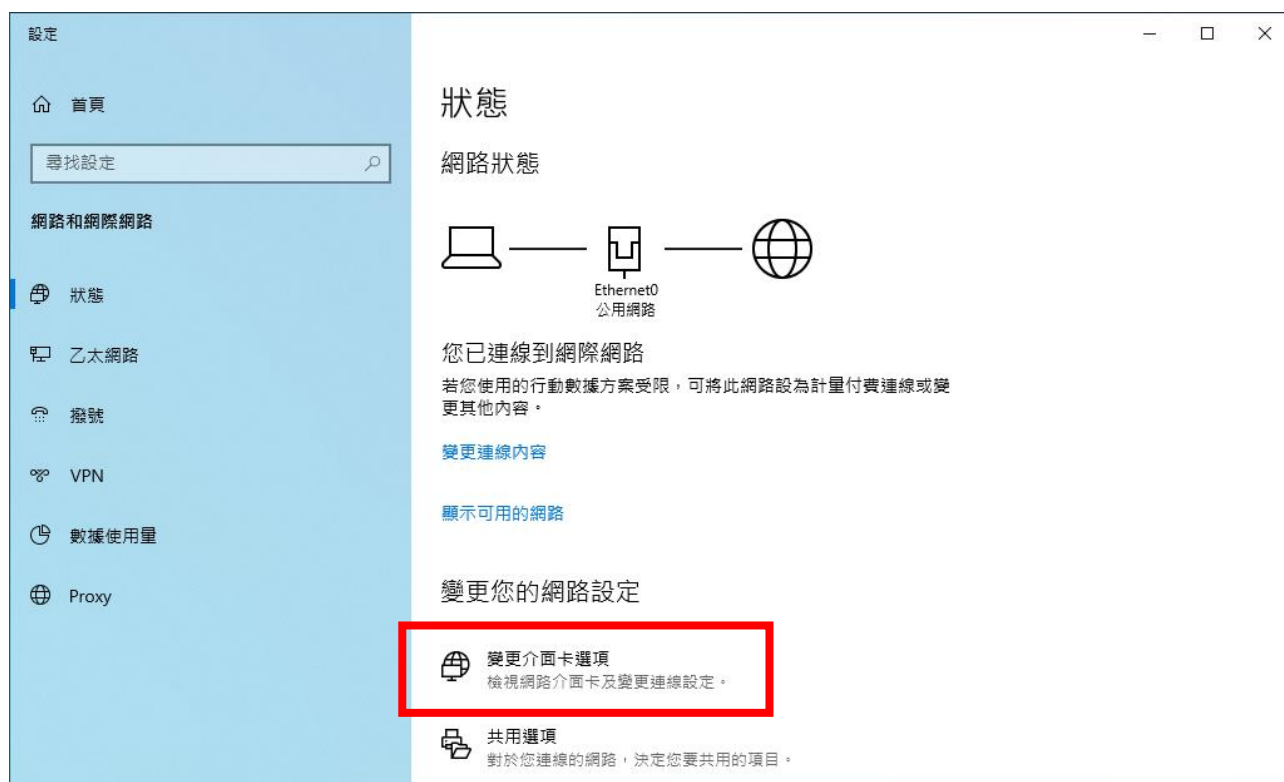 設定
首頁
尋找設定
網路和網際網路
狀態
乙太網路
撥號
VPN
數據使用量
Proxy
狀態
網路狀態
Ethernet0
公用網路
您已連線到網際網路
若您使用的行動數據方案受限，可將此網路設為計量付費連線或變
更其他內容。
變更連線內容
顯示可用的網路
變更您的網路設定
變更介面卡選項
檢視網路介面卡及變更連線設定。
共用選項
對於您連線的網路，決定您要共用的項目。